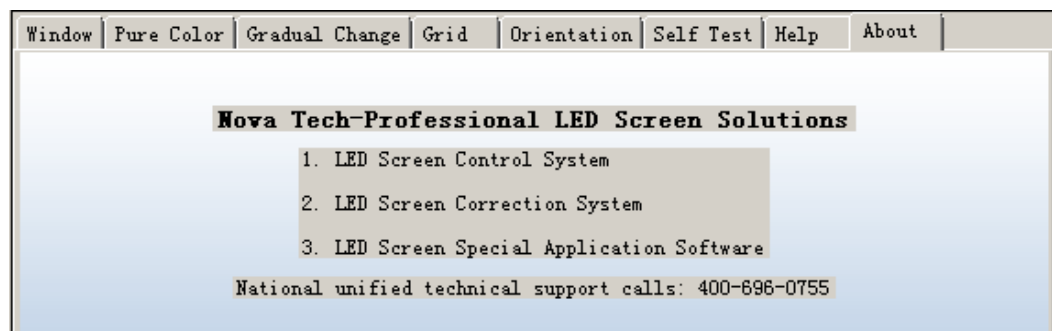 Window Pure Color Gradual Change Grid Orientation Self Test Help About
Nova Tech-Professional LED Screen Solutions
1. LED Screen Control System
2. LED Screen Correction System
3. LED Screen Special Application Software
National unified technical support calls: 400-696-0755